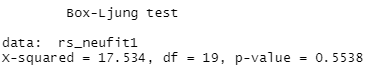 Box-Ljung test
data:  rs_neufit1
X-squared = 17.534, df = 19, p-value = 0.5538